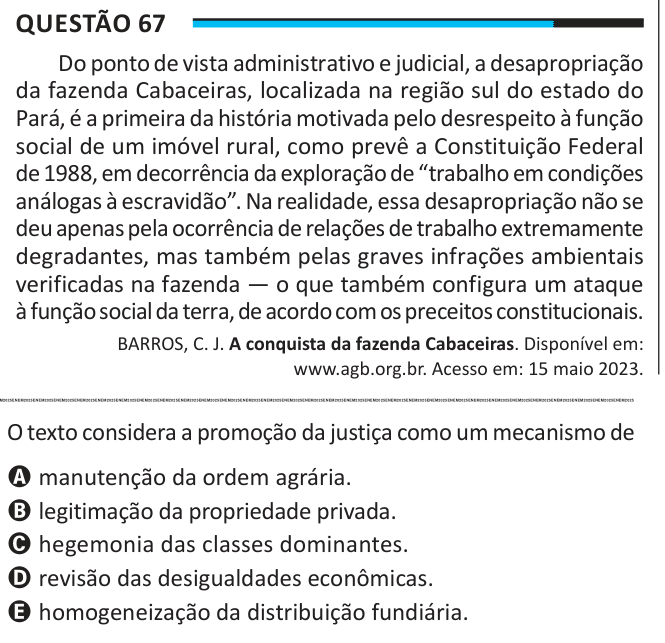 QUESTÃO 67
Do ponto de vista administrativo e judicial, a desapropriação
da fazenda Cabaceiras, localizada na região sul do estado do
Pará, é a primeira da história motivada pelo desrespeito à função
social de um imóvel rural, como prevê a Constituição Federal
de 1988, em decorrência da exploração de “trabalho em condições
análogas à escravidão”. Na realidade, essa desapropriação não se
deu apenas pela ocorrência de relações de trabalho extremamente
degradantes, mas também pelas graves infrações ambientais
verificadas na fazenda — o que também configura um ataque
à função social da terra, de acordo com os preceitos constitucionais.
BARROS, C. J. A conquista da fazenda Cabaceiras. Disponível em:
www.agb.org.br. Acesso em: 15 maio 2023.
O texto considera a promoção da justiça como um mecanismo de
A manutenção da ordem agrária.
B legitimação da propriedade privada.
C hegemonia das classes dominantes.
D revisão das desigualdades econômicas.
E homogeneização da distribuição fundiária.